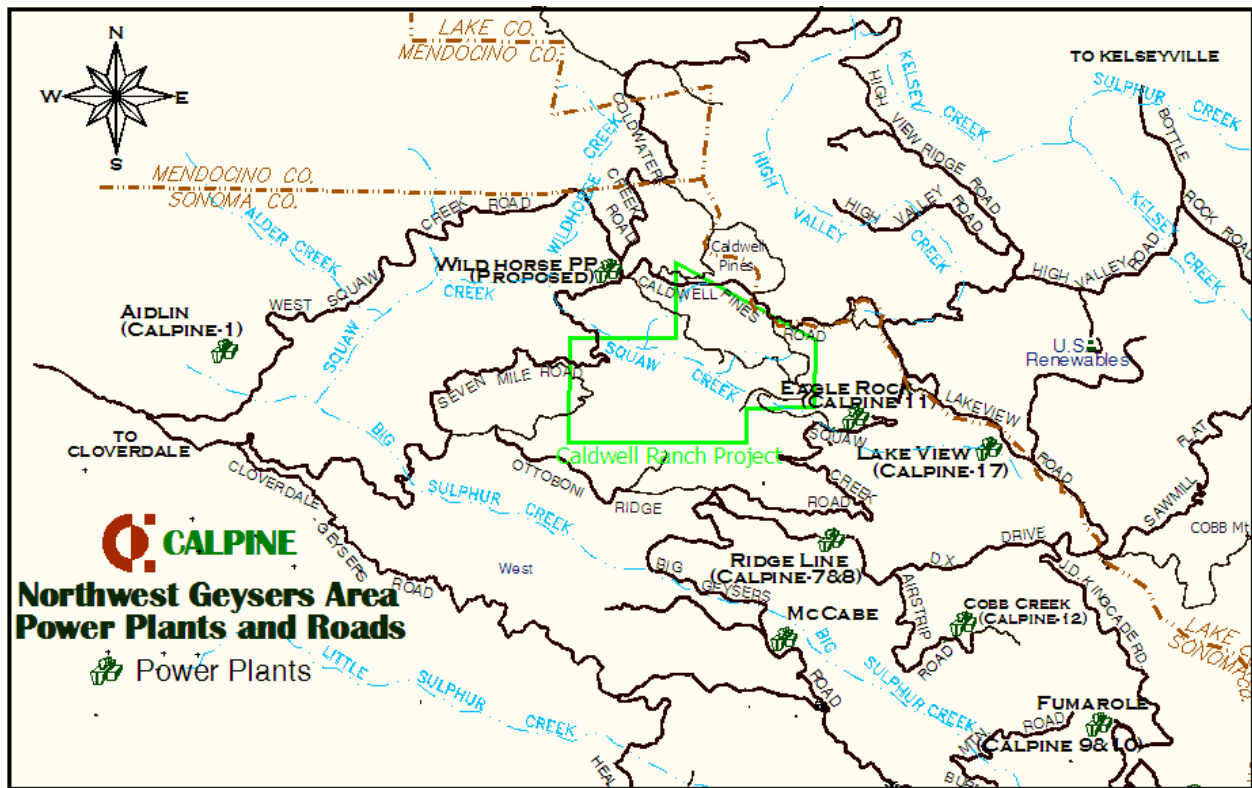 LAKE CO.
MENDOCINO CO.
N
W
E
S
TO KELSEYVILLE
KELSEY
CREEK
SULPHUR CREEK
HIGH VIEW RIDGE ROAD
BOTTLE
ROCK ROAD
COLDWATER
CREEK
ROAD
WILDHORSE
CREEK
MENDOCINO CO.
SONOMA CO.
HIGH
VALLEY
CREEK
HIGH VALLEY
ROAD
KELSEY
CREEK
ALDER CREEK
WEST SQUAW
CREEK ROAD
WILD HORSE PP
(PROPOSED)
CREEK
SQUAW
Caldwell
Pines
CALDWELL PINES
ROAD
HIGH VALLEY ROAD
AIDLIN
(CALPINE-1)
U.S.
Renewables
SQUAW
CREEK
SEVEN MILE ROAD
EAGLE ROCK
(CALPINE 11)
LAKEVIEW
ROAD
TO
CLOVERDALE
BIG
SULPHUR
CREEK
Caldwell Ranch Project
SQUAW
CREEK
ROAD
LAKE VIEW
(CALPINE-17)
SAWMILL
FLAT
COBB Mt
OTTOBONI
RIDGE
CLOVERDALE
GEYSERS
ROAD
CALPINE
Northwest Geysers Area
Power Plants and Roads
Power Plants
West
RIDGE LINE
(CALPINE-7&8)
D.X.
DRIVE
J.D. KINGCADE RD.
BIG
GEYSERS
ROAD
MCCABE
AIRSTRIP
ROAD
COBB CREEK
(CALPINE-12)
BIG
SULPHUR CREEK
LAKE
SONOMA CO.
LITTLE
SULPHUR
CREEK
FUMAROLE
(CALPINE 9&10)
MTN
ROAD